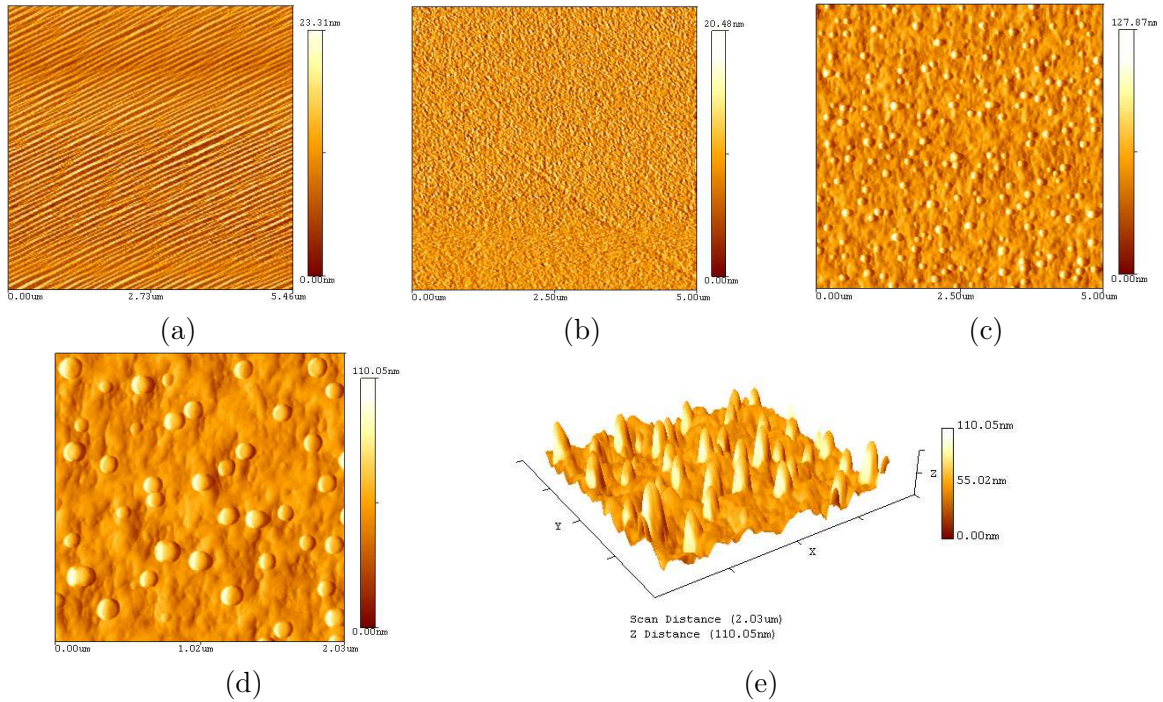 23.31nm
0.00nm
0.00um 2.73um 5.46um
(a)
20.48nm
0.00nm
0.00um 2.50um 5.00um
(b)
127.87nm
0.00nm
0.00um 2.50um 5.00um
(c)
110.05nm
0.00nm
0.00um 1.02um 2.03um
(d)
110.05nm
55.02nm
0.00nm
Z
Y
X
Scan Distance (2.03um)
Z Distance (110.05nm)
(e)